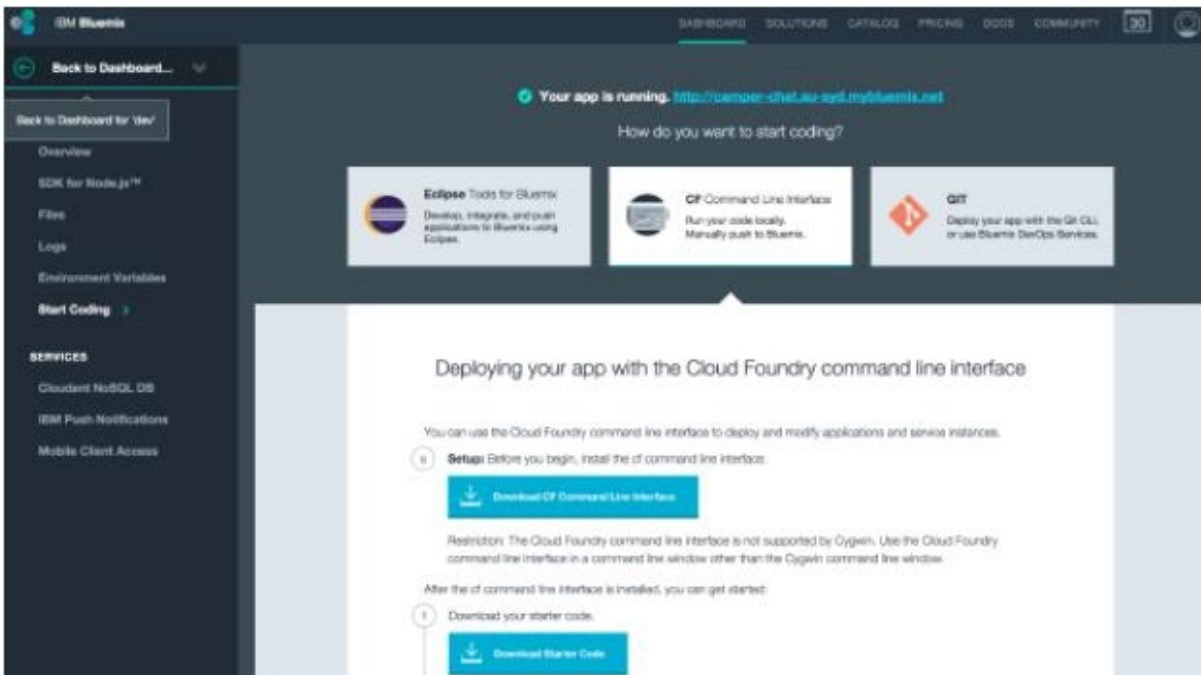 IBM Bluemix
DASHBOARD SOLUTIONS CATALOG PRICING DOCS COMMUNITY 30
Back to Dashboard...
Back to Dashboard for 'dev'
Overview
SDK for Node.js™
Files
Logs
Environment Variables
Start Coding
SERVICES
Cloudant NoSQL DB
IBM Push Notifications
Mobile Client Access
Your app is running. http://camper-chat.au-syd.mybluemix.net
How do you want to start coding?
Eclipse Tools for Bluemix
Develop, integrate, and push
applications to Bluemix using
Eclipse.
CF Command Line Interface
Run your code locally.
Manually push to Bluemix.
GIT
Deploy your app with the Git CLI,
or use Bluemix DevOps Services.
Deploying your app with the Cloud Foundry command line interface
You can use the Cloud Foundry command line interface to deploy and modify applications and service instances.
Setup: Before you begin, install the cf command line interface.
Download CF Command Line Interface
Restriction: The Cloud Foundry command line interface is not supported by Cygwin. Use the Cloud Foundry
command line interface in a command line window other than the Cygwin command line window.
After the cf command line interface is installed, you can get started:
1 Download your starter code.
Download Starter Code